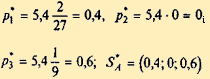 p₁* = 5,4 2/27 = 0,4, p₂* = 5,4 · 0 = 0;
p₃* = 5,4 1/9 = 0,6; S_A* = (0,4; 0; 0,6)